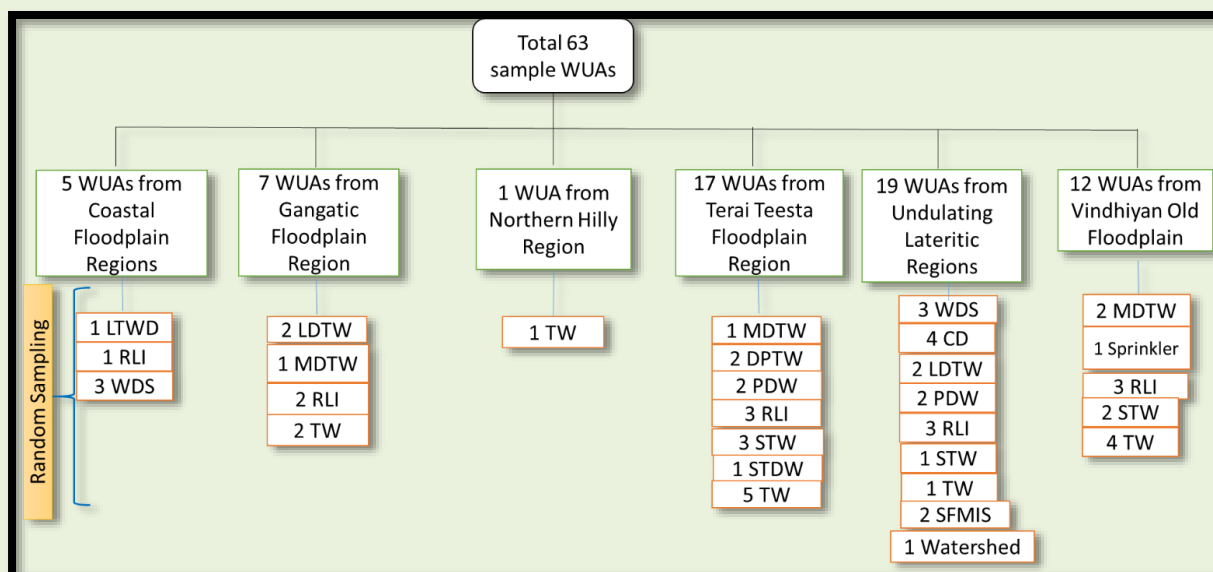 Total 63
sample WUAs
5 WUAs from
Coastal
Floodplain
Regions
7 WUAs from
Gangatic
Floodplain
Region
1 WUA from
Northern Hilly
Region
17 WUAs from
Terai Teesta
Floodplain
Region
19 WUAs from
Undulating
Lateritic
Regions
12 WUAs from
Vindhiyan Old
Floodplain
Random Sampling
1 LTWD
1 RLI
3 WDS
2 LDTW
1 MDTW
2 RLI
2 TW
1 TW
1 MDTW
2 DPTW
2 PDW
3 RLI
3 STW
1 STDW
5 TW
3 WDS
4 CD
2 LDTW
2 PDW
3 RLI
1 STW
1 TW
2 SFMIS
1 Watershed
2 MDTW
1 Sprinkler
3 RLI
2 STW
4 TW